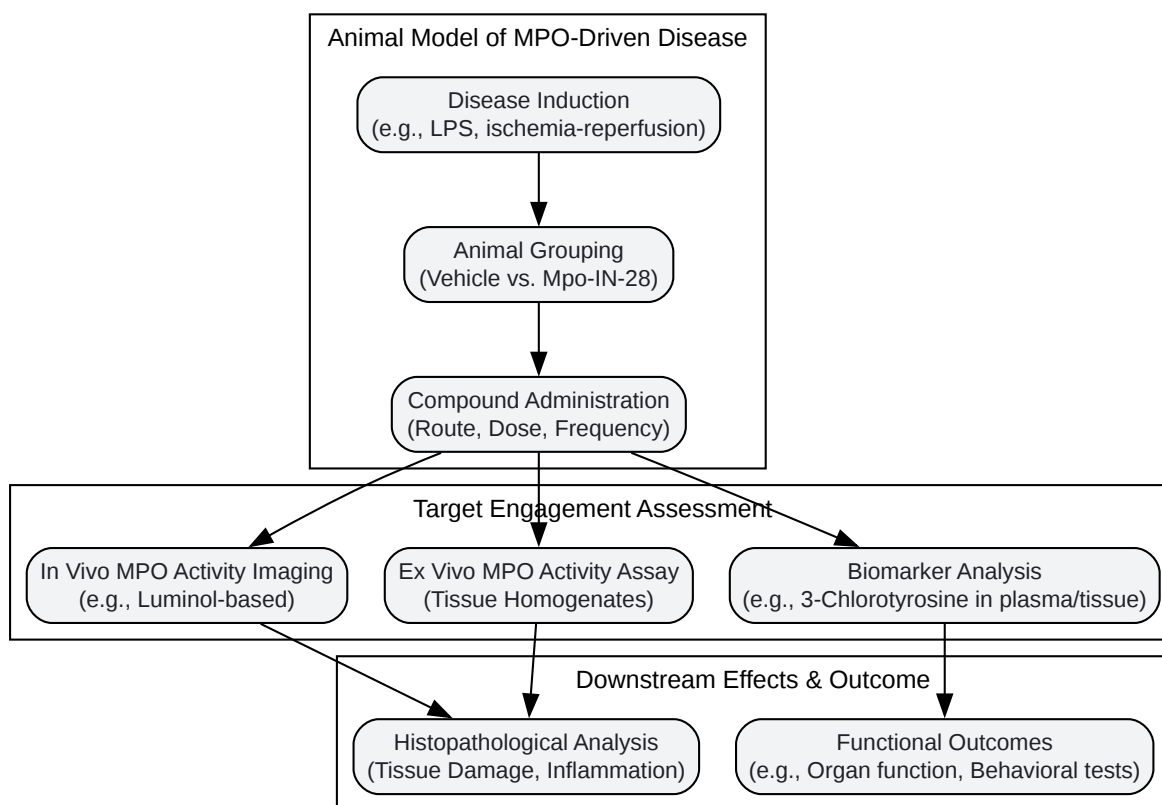 Animal Model of MPO-Driven Disease
Disease Induction
(e.g., LPS, ischemia-reperfusion)
Animal Grouping
(Vehicle vs. Mpo-IN-28)
Compound Administration
(Route, Dose, Frequency)
Target Engagement Assessment
In Vivo MPO Activity Imaging
(e.g., Luminol-based)
Ex Vivo MPO Activity Assay
(Tissue Homogenates)
Biomarker Analysis
(e.g., 3-Chlorotyrosine in plasma/tissue)
Downstream Effects & Outcome
Histopathological Analysis
(Tissue Damage, Inflammation)
Functional Outcomes
(e.g., Organ function, Behavioral tests)